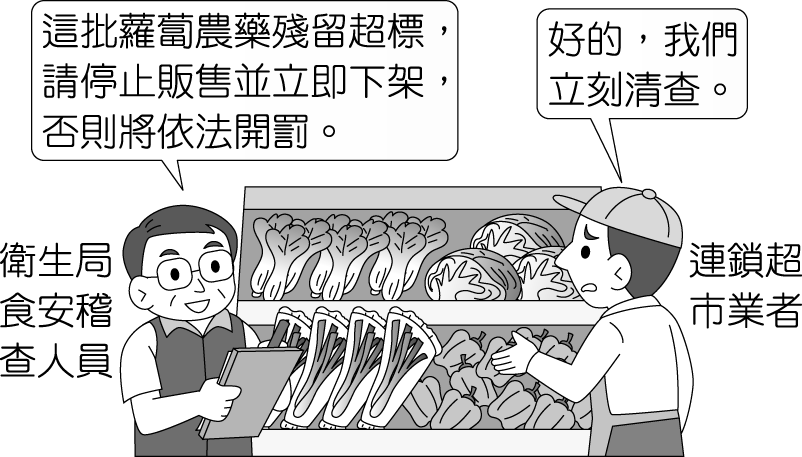 這批蘿蔔農藥殘留超標，
請停止販售並立即下架，
否則將依法開罰。
好的，我們
立刻清查。
衛生局
食安稽
查人員
連鎖超
市業者